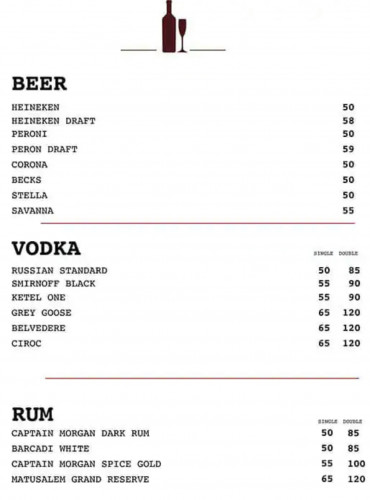 BEER
HEINEKEN 50
HEINEKEN DRAFT 58
PERONI 50
PERON DRAFT 59
CORONA 50
BECKS 50
STELLA 50
SAVANNA 55
VODKA SINGLE DOUBLE
RUSSIAN STANDARD 50 85
SMIRNOFF BLACK 55 90
KETEL ONE 55 90
GREY GOOSE 65 120
BELVEDERE 65 120
CIROC 65 120
RUM SINGLE DOUBLE
CAPTAIN MORGAN DARK RUM 50 85
BARCADI WHITE 50 85
CAPTAIN MORGAN SPICE GOLD 55 100
MATUSALEM GRAND RESERVE 65 120